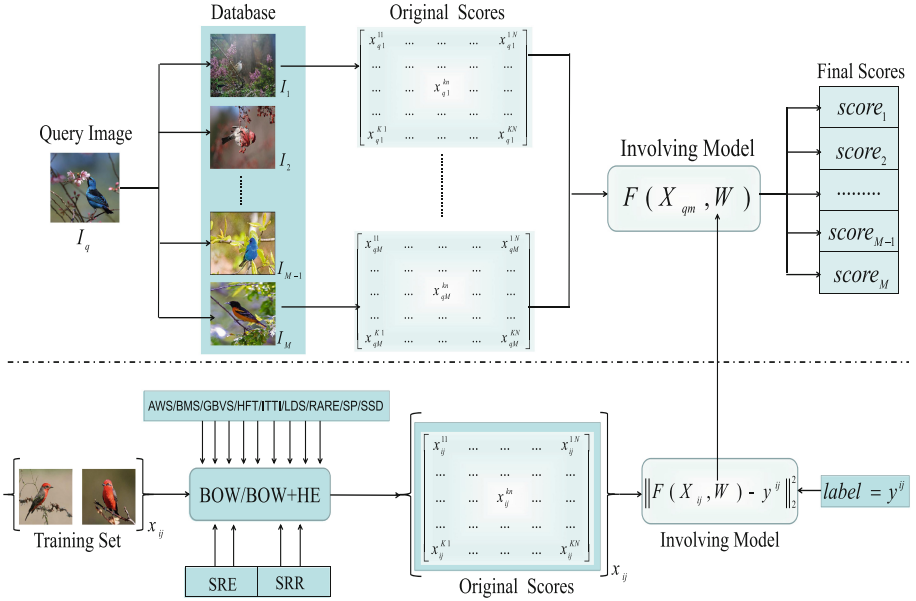 Database
Original Scores
Query Image
I_q
I_1
I_2
I_{M-1}
I_M
x_{q1}^{11} ... ... ... x_{q1}^{1N}
... ... ... ... ...
... ... x_{q1}^{kn} ... ...
... ... ... ... ...
x_{q1}^{K1} ... ... ... x_{q1}^{KN}
x_{qM}^{11} ... ... ... x_{qM}^{1N}
... ... ... ... ...
... ... x_{qM}^{kn} ... ...
... ... ... ... ...
x_{qM}^{K1} ... ... ... x_{qM}^{KN}
Involving Model
F(X_{qm},W)
Final Scores
score_1
score_2
.........
score_{M-1}
score_M
AWS/BMS/GBVS/HFT/ITTI/LDS/RARE/SP/SSD
Training Set
x_{ij}
BOW/BOW+HE
SRE
SRR
x_{ij}^{11} ... ... ... x_{ij}^{1N}
... ... ... ... ...
... ... x_{ij}^{kn} ... ...
... ... ... ... ...
x_{ij}^{K1} ... ... ... x_{ij}^{KN}
x_{ij}
Original Scores
||F(X_{ij},W) - y^{ij}||_2^2
Involving Model
label = y^{ij}